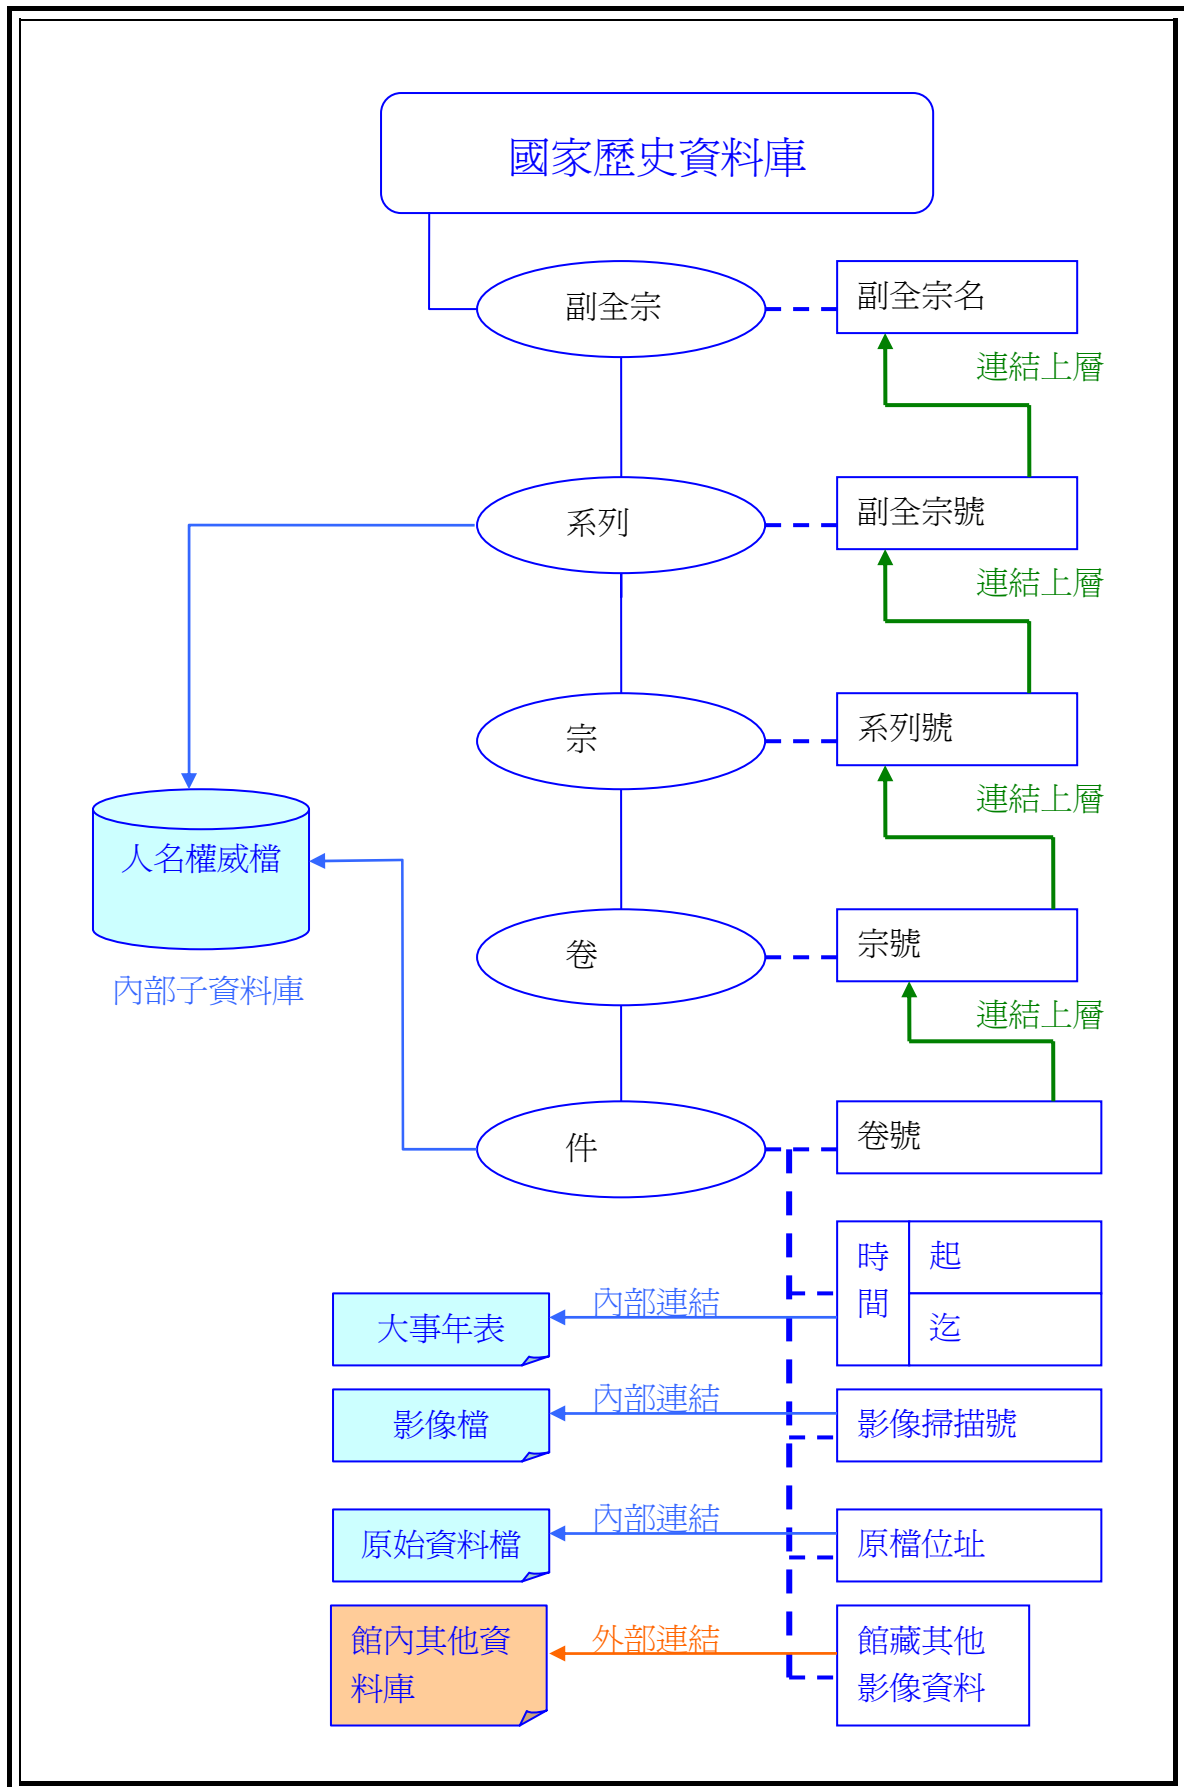 國家歷史資料庫
副全宗
副全宗名
連結上層
系列
副全宗號
連結上層
宗
系列號
連結上層
人名權威檔
內部子資料庫
卷
宗號
連結上層
件
卷號
時間
起
迄
內部連結
大事年表
內部連結
影像檔
影像掃描號
內部連結
原始資料檔
原檔位址
外部連結
館內其他資
料庫
館藏其他
影像資料